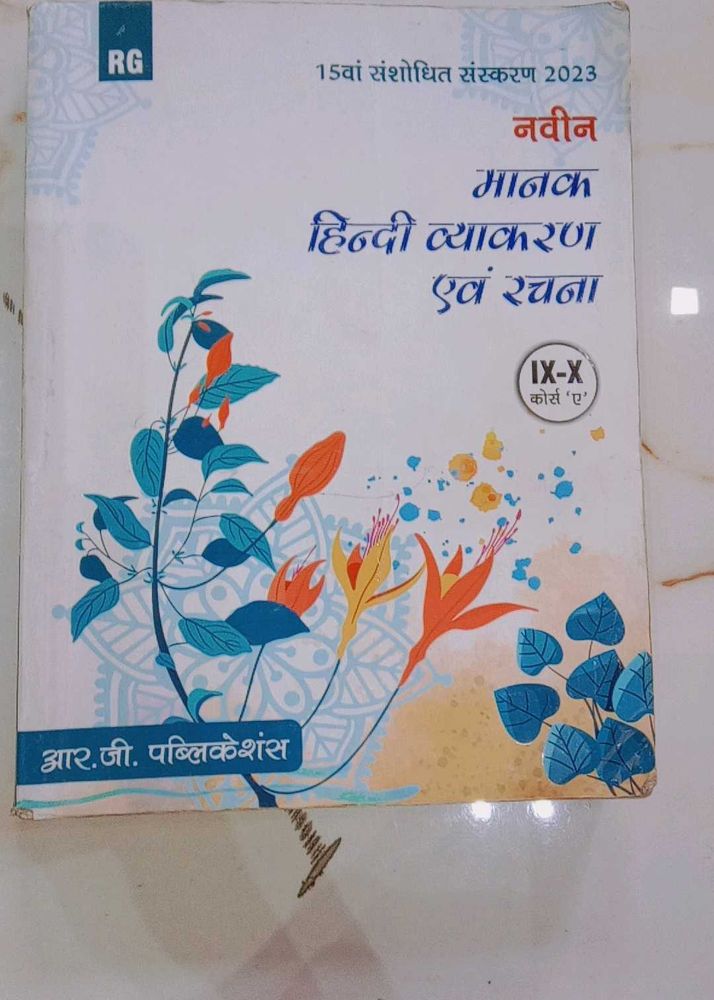 RG
15वां संशोधित संस्करण 2023
नवीन
मानक
हिन्दी व्याकरण
एवं रचना
IX-X
कोर्स 'ए'
आर.जी. पब्लिकेशंस